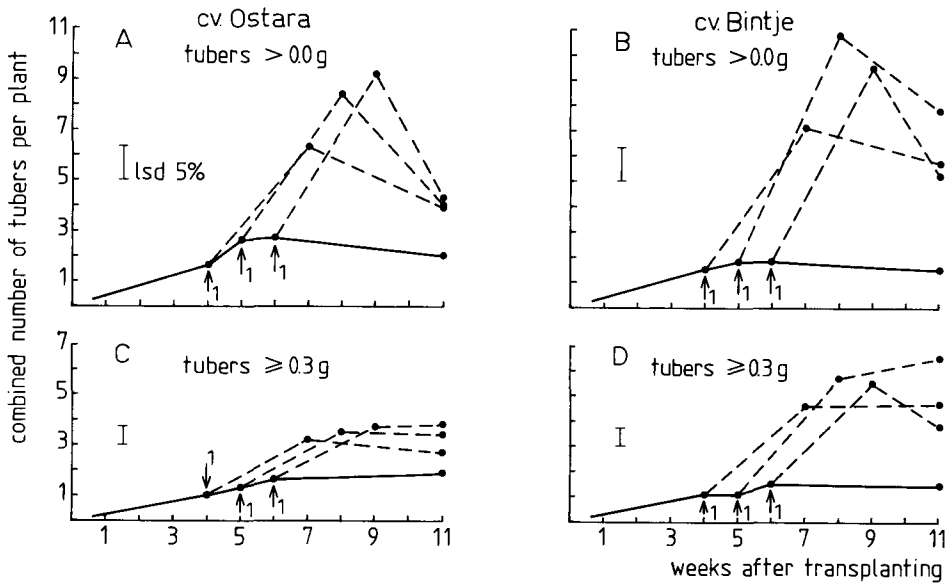 cv. Ostara
cv. Bintje
combined number of tubers per plant
11
9
7
5
3
1
A
tubers > 0.0 g
lsd 5%
1
1
1
B
tubers > 0.0 g
1
1
1
7
5
3
1
C
tubers ⩾ 0.3 g
1
1
1
1 3 5 7 9 11
D
tubers ⩾ 0.3 g
1
1
1
1 3 5 7 9 11
weeks after transplanting